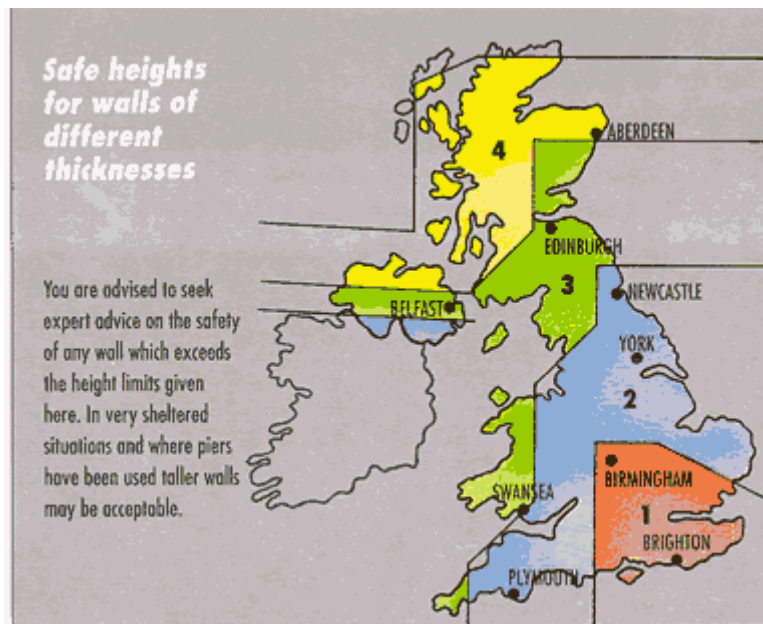 Safe heights
for walls of
different
thicknesses
4
ABERDEEN
EDINBURGH
You are advised to seek
expert advice on the safety
of any wall which exceeds
the height limits given
here. In very sheltered
situations and where piers
have been used taller walls
may be acceptable.
3
BELFAST
NEWCASTLE
YORK
2
BIRMINGHAM
SWANSEA
1
BRIGHTON
PLYMOUTH